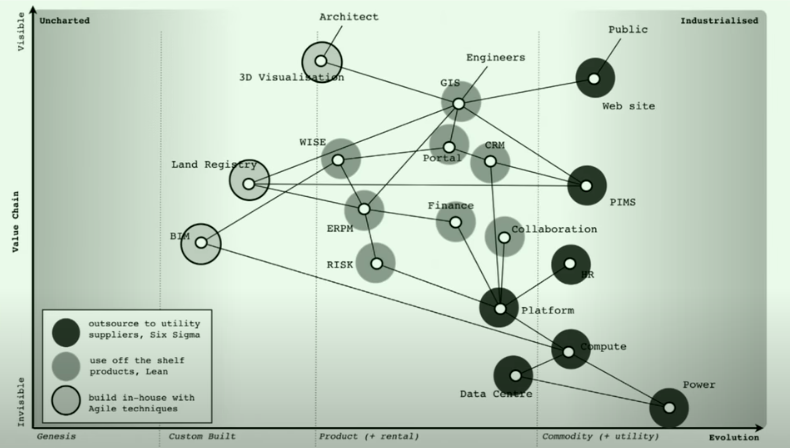 Architect
Visible
Uncharted
Industrialised
Public
Engineers
3D Visualisation
GIS
Web site
WISE
Portal
CRM
Land Registry
PIMS
Value Chain
Finance
ERPM
BIM
Collaboration
RISK
HR
Platform
outsource to utility
suppliers, Six Sigma
use off the shelf
products, Lean
build in-house with
Agile techniques
Compute
Data Centre
Power
Invisible
Genesis
Custom Built
Product (+ rental)
Commodity (+ utility)
Evolution